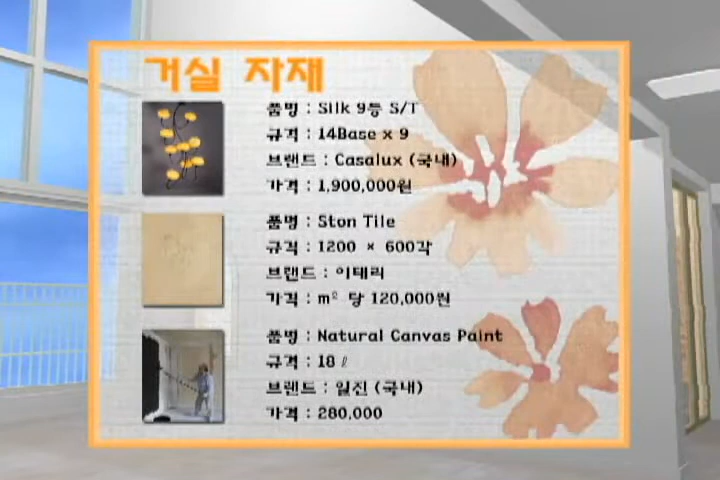 거실 자재
품명 : Silk 9등 S/T
규격 : 14Base x 9
브랜드 : Casalux (국내)
가격 : 1,900,000원
품명 : Ston Tile
규격 : 1200 × 600각
브랜드 : 이태리
가격 : m² 당 120,000원
품명 : Natural Canvas Paint
규격 : 18 ℓ
브랜드 : 일진 (국내)
가격 : 280,000